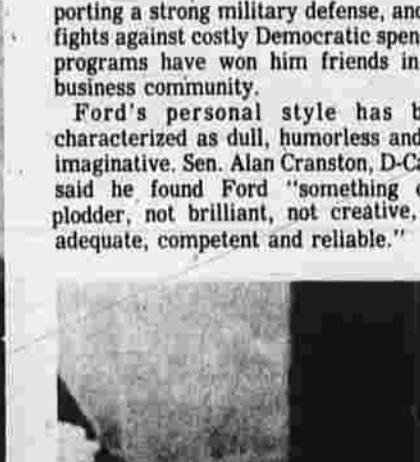 porting a strong military defense, and
fights against costly Democratic spen
programs have won him friends in
business community.
Ford's personal style has b
characterized as dull, humorless and
imaginative. Sen. Alan Cranston, D-Ca
said he found Ford "something
plodder, not brilliant, not creative,
adequate, competent and reliable."